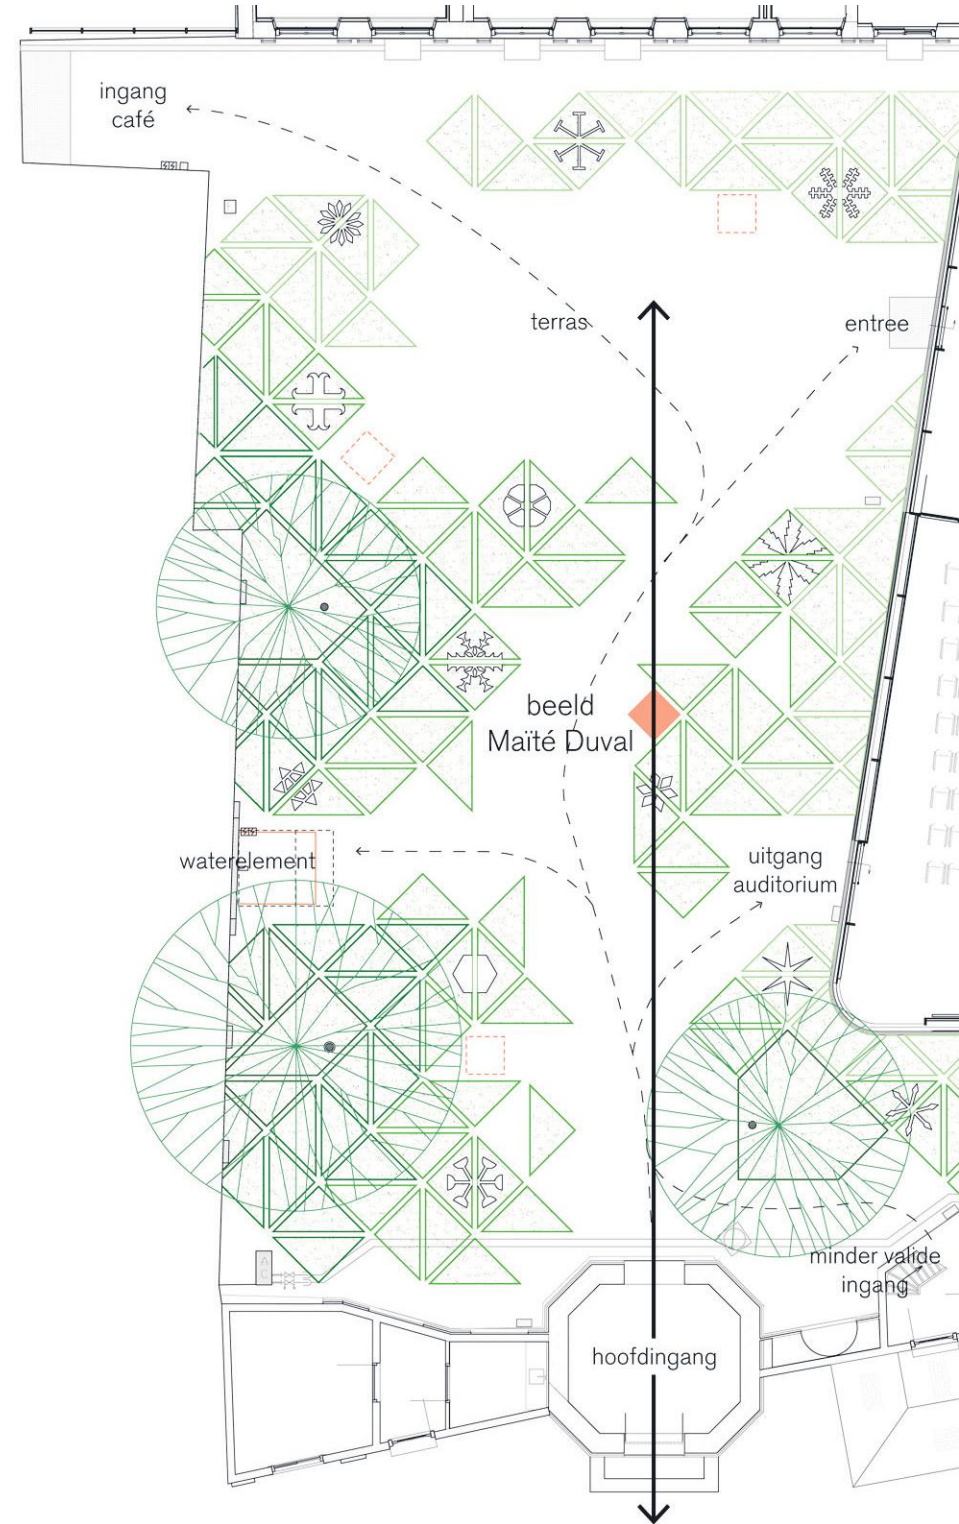 ingang
café
terras
entree
beeld
Maïté Duval
waterelement
uitgang
auditorium
minder valide
ingang
hoofdingang